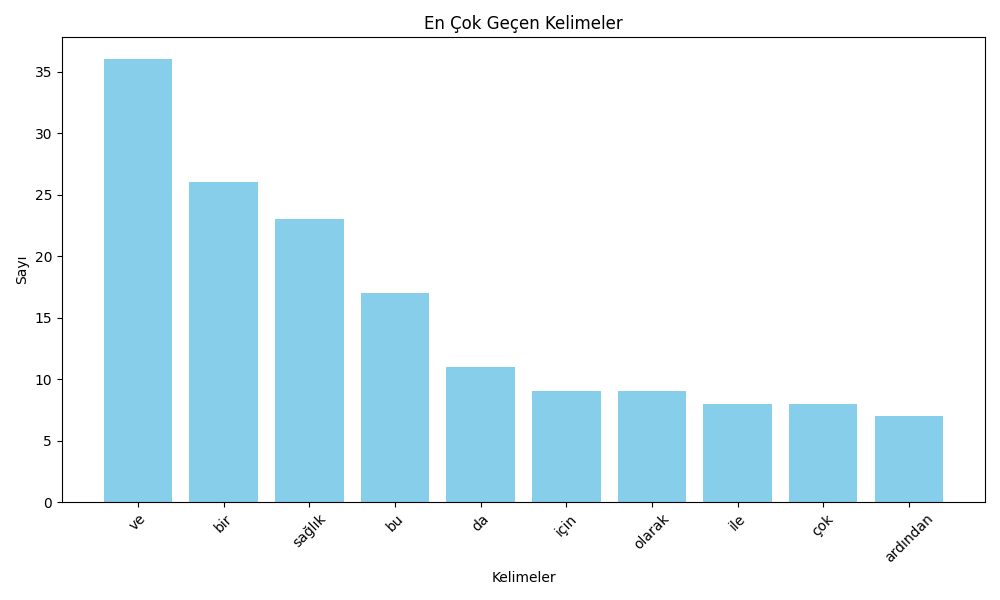 En Çok Geçen Kelimeler
Sayı
35
30
25
20
15
10
5
0
ve
bir
sağlık
bu
da
için
olarak
ile
çok
ardından
Kelimeler